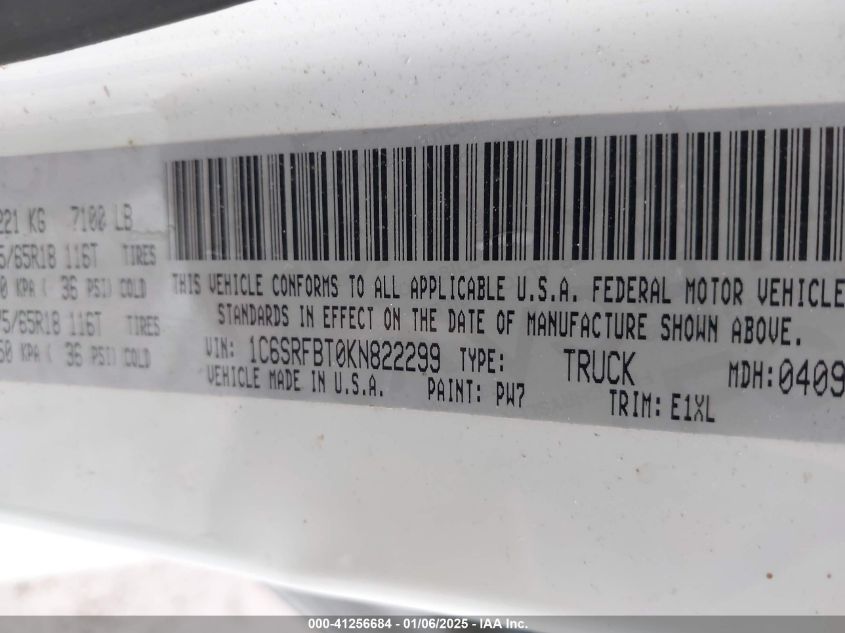 221 KG 7100 LB
5/65R18 116T TIRES
0 KPA ( 36 PSI) COLD
75/65R18 116T TIRES
50 KPA ( 36 PSI) COLD
THIS VEHICLE CONFORMS TO ALL APPLICABLE U.S.A. FEDERAL MOTOR VEHICLE
STANDARDS IN EFFECT ON THE DATE OF MANUFACTURE SHOWN ABOVE.
VIN: 1C6SRFBT0KN822299 TYPE: TRUCK MDH:0409
VEHICLE MADE IN U.S.A. PAINT: PW7 TRIM: E1XL
000-41256684 - 01/06/2025 - IAA Inc.